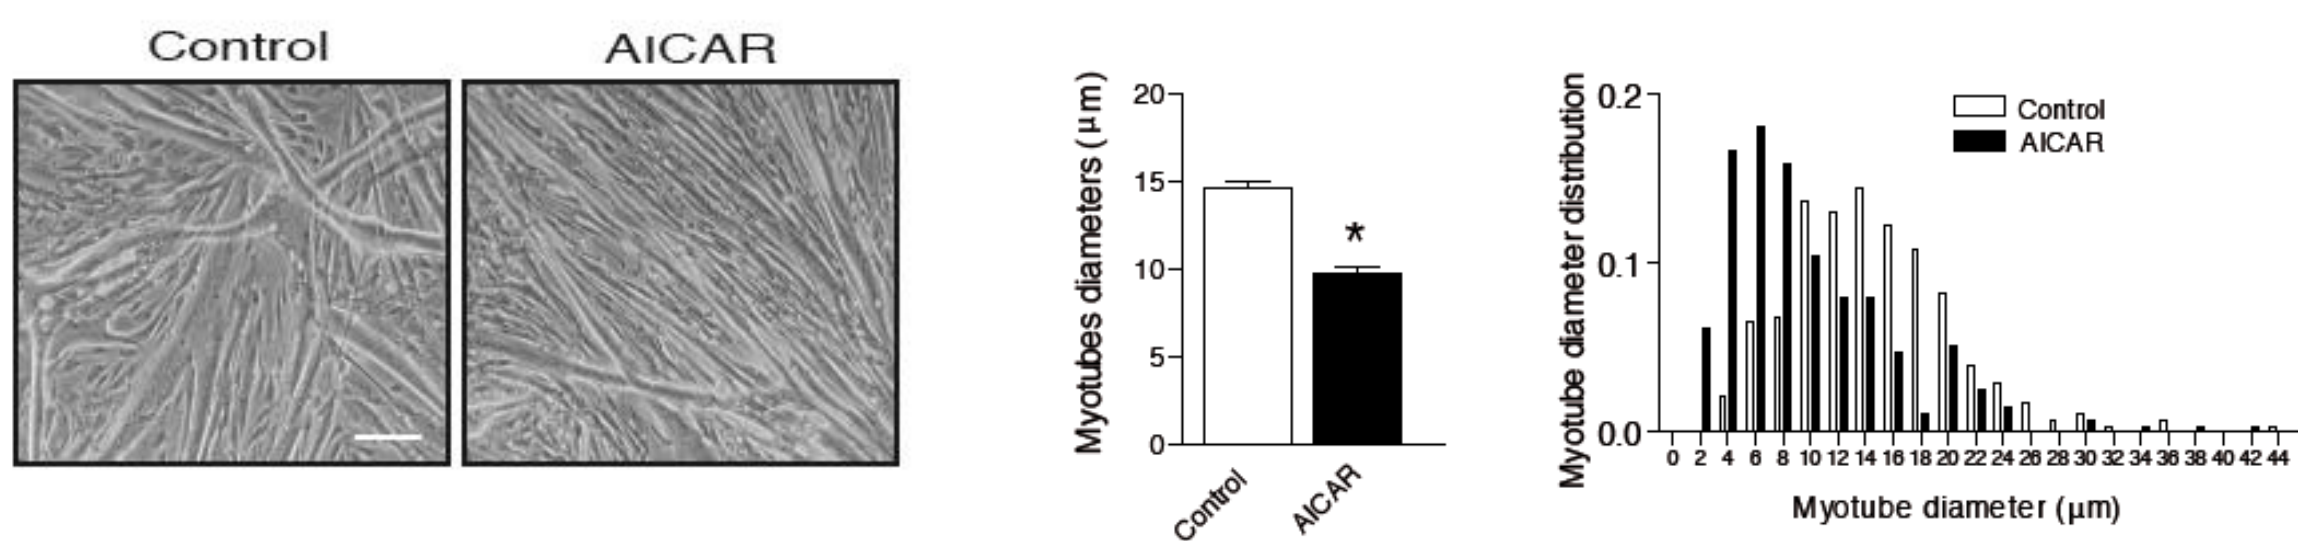 Control
AICAR
Myotubes diameters (μm)
20
15
10
5
0
*
Control
AICAR
Myotube diameter distribution
0.2
0.1
0.0
Control
AICAR
0 2 4 6 8 10 12 14 16 18 20 22 24 26 28 30 32 34 36 38 40 42 44
Myotube diameter (μm)